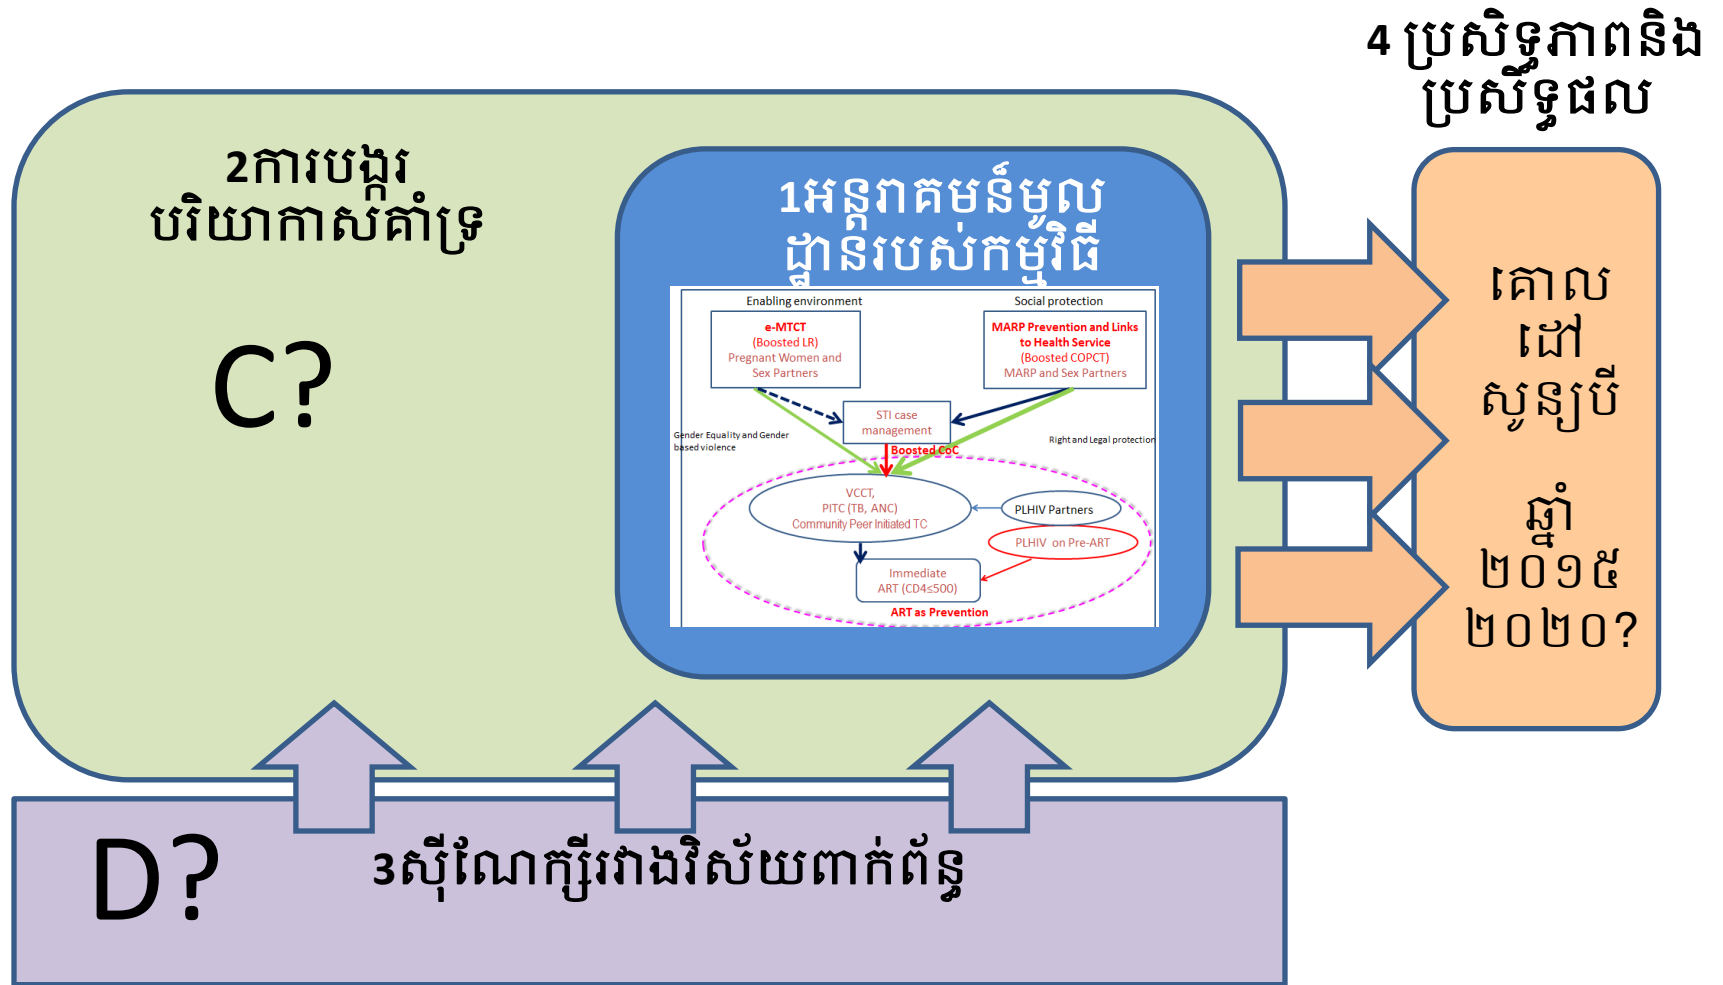 4 ប្រសិទ្ធភាពនិង
ប្រសិទ្ធផល
2ការបង្ករ
បរិយាកាសគាំទ្រ
C?
1អន្តរាគមន៍មូល
ដ្ឋានរបស់កម្មវិធី
Enabling environment
Social protection
e-MTCT
(Boosted LR)
Pregnant Women and
Sex Partners
MARP Prevention and Links
to Health Service
(Boosted COPCT)
MARP and Sex Partners
STI case
management
Gender Equality and Gender
based violence
Right and Legal protection
Boosted CoC
VCCT,
PITC (TB, ANC)
Community Peer Initiated TC
PLHIV Partners
PLHIV on Pre-ART
Immediate
ART (CD4≤500)
ART as Prevention
គោល
ដៅ
សូន្យបី
ឆ្នាំ
២០១៥
២០២០?
D?
3ស៊ីណែក្សីរវាងវិស័យពាក់ព័ន្ធ